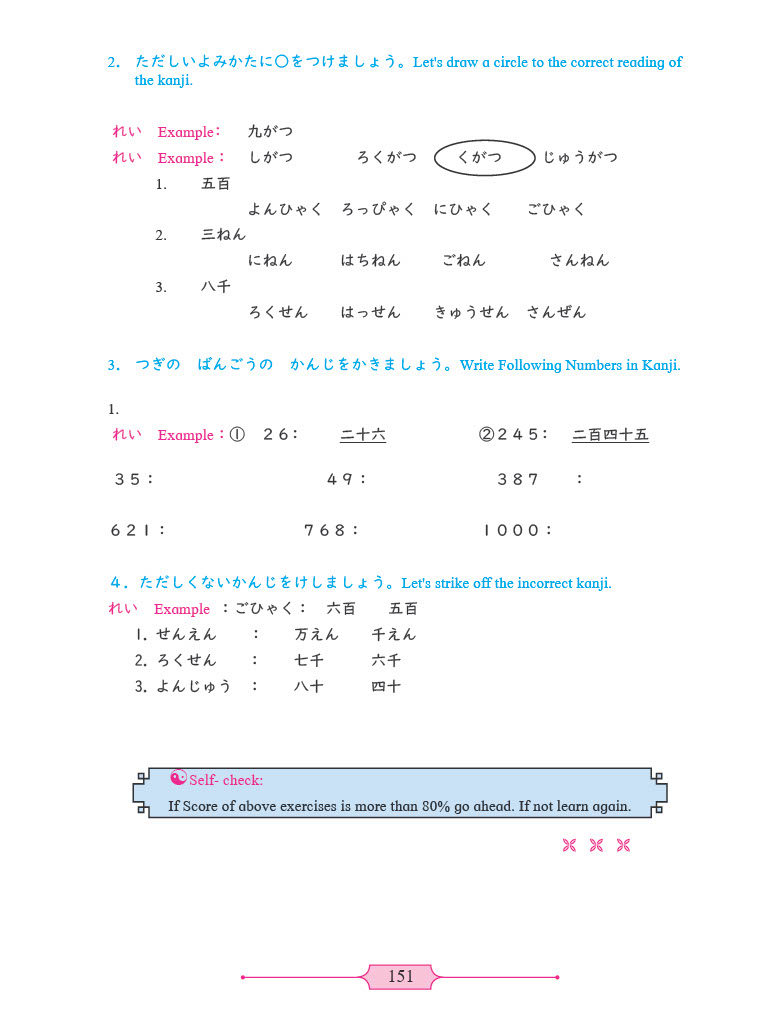 2. ただしいよみかたに○をつけましょう。Let's draw a circle to the correct reading of
the kanji.
れい Example: 九がつ
れい Example : しがつ ろくがつ くがつ じゅうがつ
1. 五百
よんひゃく ろっぴゃく にひゃく ごひゃく
2. 三ねん
にねん はちねん ごねん さんねん
3. 八千
ろくせん はっせん きゅうせん さんぜん
3. つぎの ばんごうの かんじをかきましょう。Write Following Numbers in Kanji.
1.
れい Example : ① ２６: 二十六 ②２４５: 二百四十五
３５: ４９: ３８７ :
６２１: ７６８: １０００:
４. ただしくないかんじをけしましょう。Let's strike off the incorrect kanji.
れい Example :ごひゃく: 六百 五百
1. せんえん : 万えん 千えん
2. ろくせん : 七千 六千
3. よんじゅう : 八十 四十
Self- check:
If Score of above exercises is more than 80% go ahead. If not learn again.
151